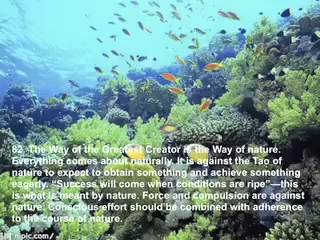 82. The Way of the Greatest Creator is the Way of nature.
Everything comes about naturally. It is against the Tao of
nature to expect to obtain something and achieve something
eagerly. “Success will come when conditions are ripe”—this
is what is meant by nature. Force and compulsion are against
nature. Conscious effort should be combined with adherence
to the course of nature.